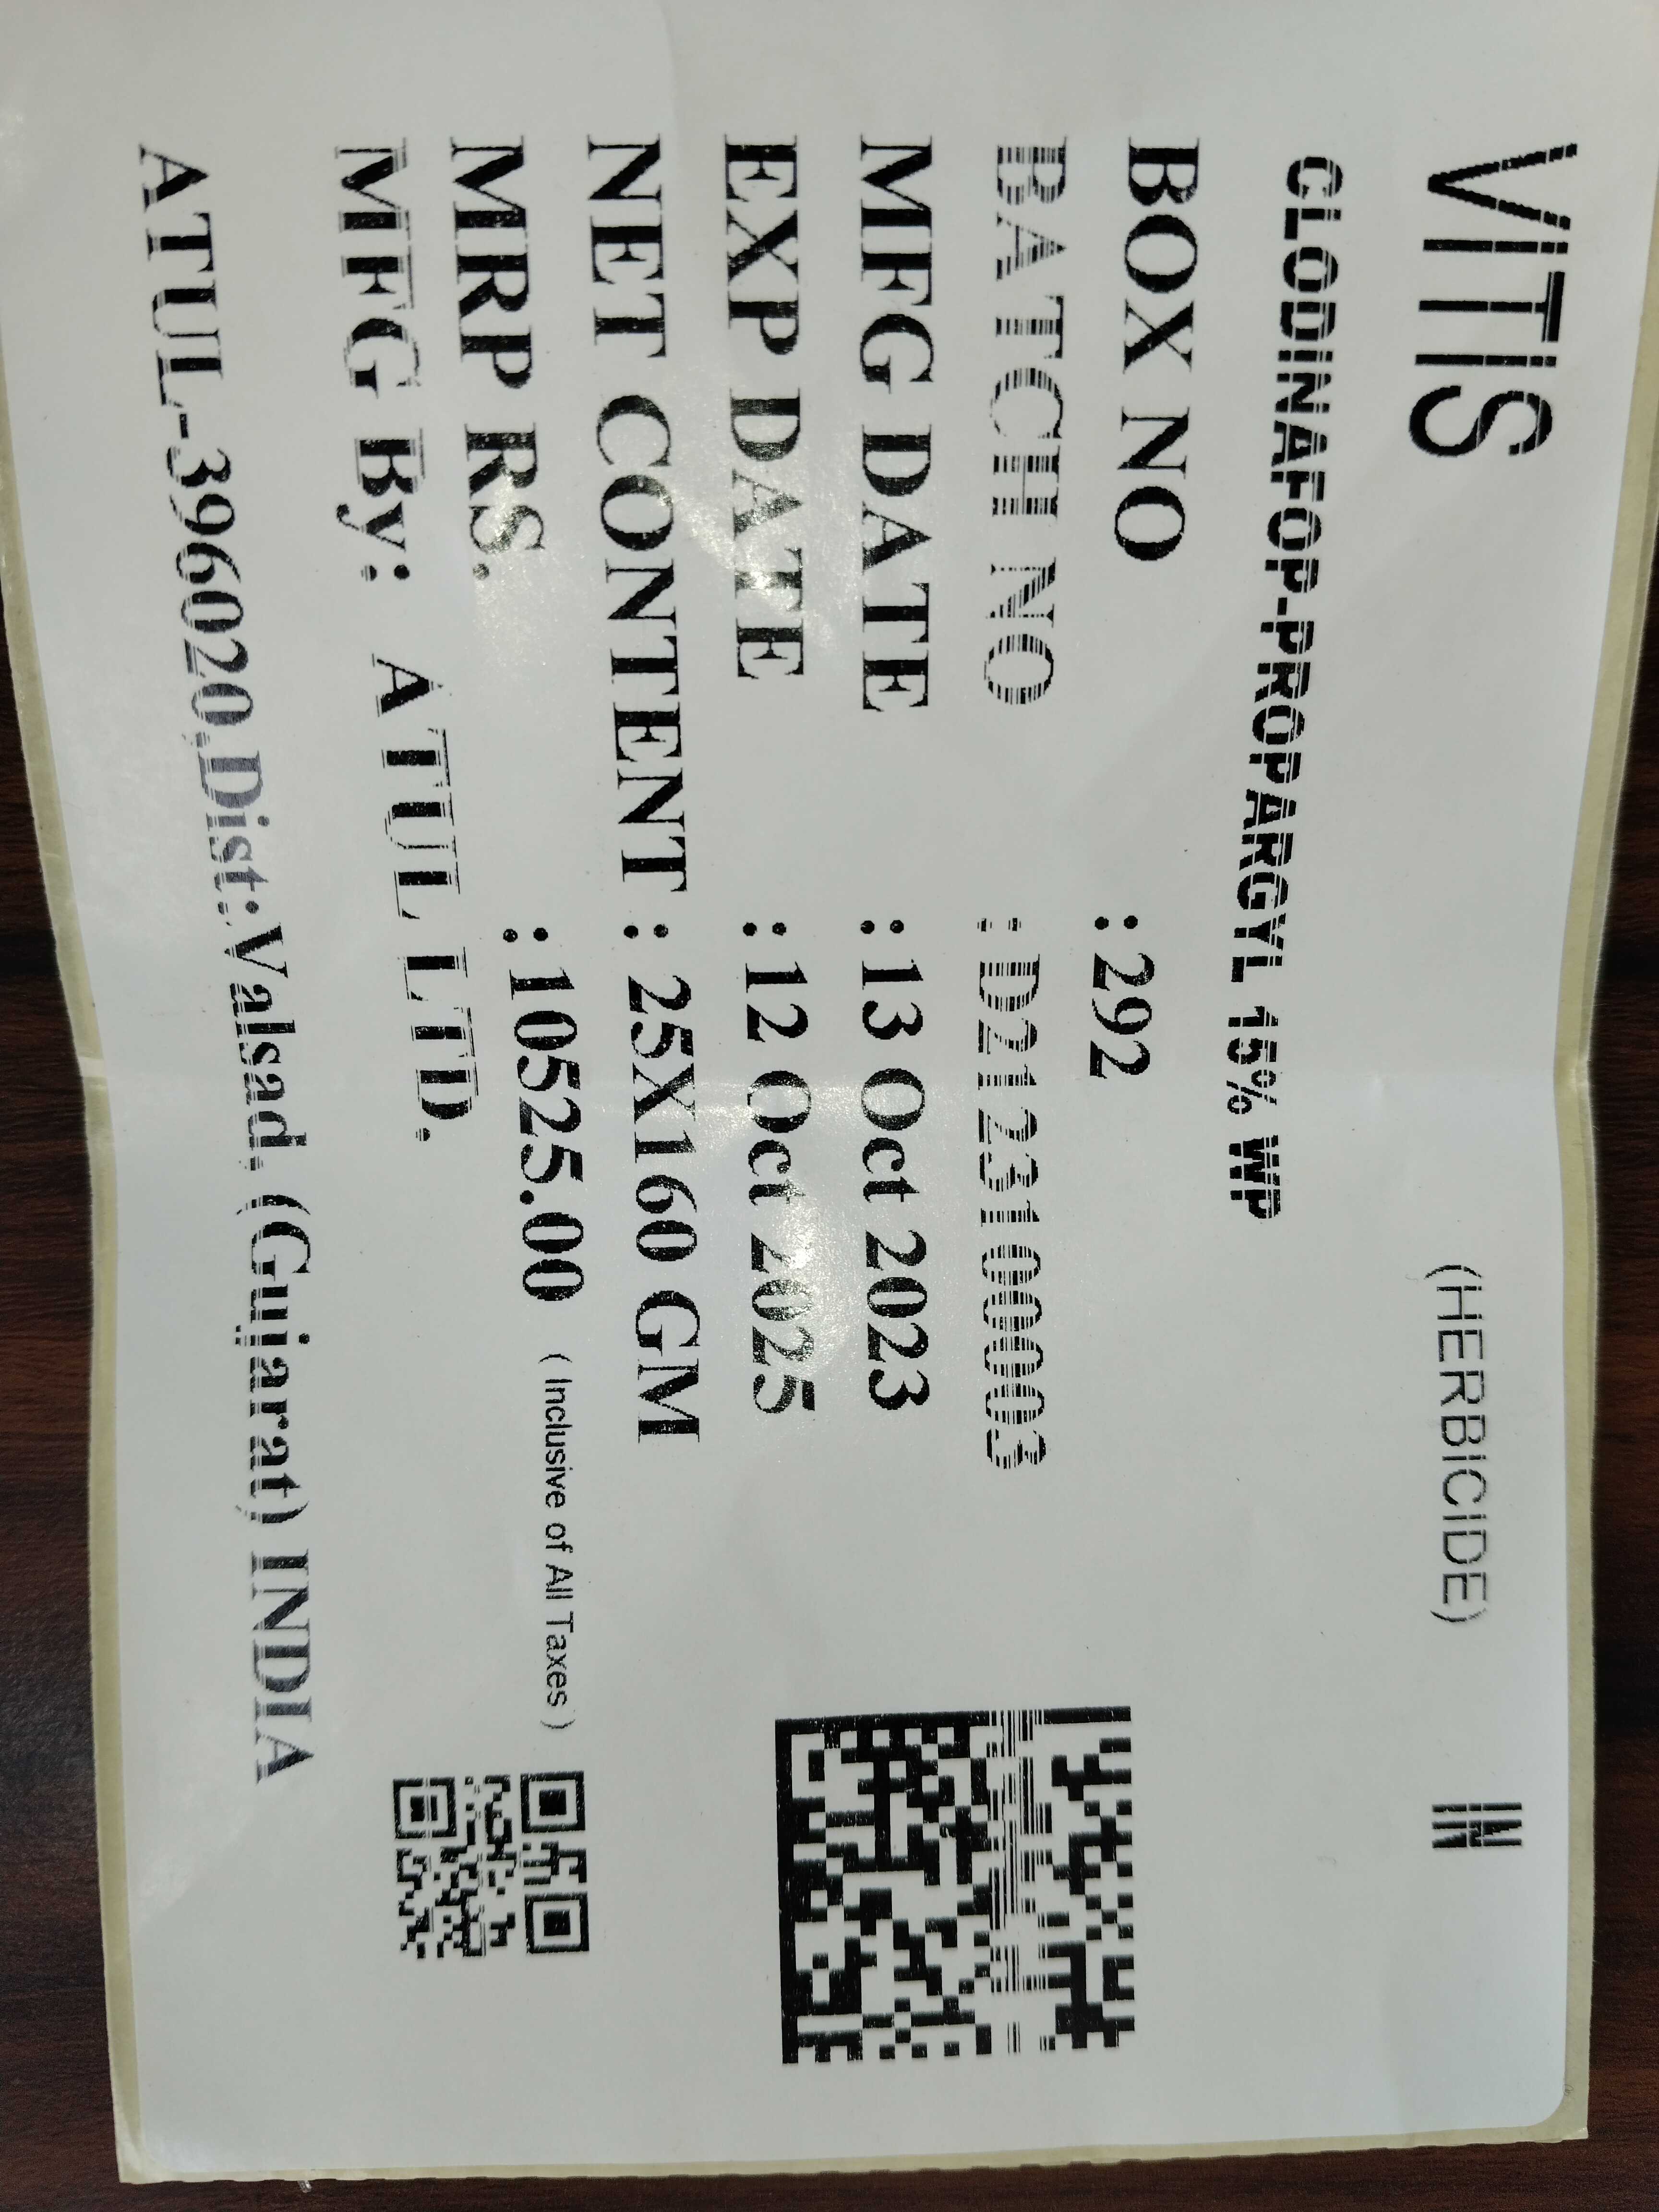 VITIS (HERBICIDE) IN
CLODINAFOP-PROPARGYL 15% WP
BOX NO :292
BATCH NO :D212310003
MFG DATE :13 Oct 2023
EXP DATE :12 Oct 2025
NET CONTENT : 25X160 GM
MRP RS. :10525.00 ( Inclusive of All Taxes )
MFG By: ATUL LTD.
ATUL-396020,Dist:Valsad, (Gujarat) INDIA